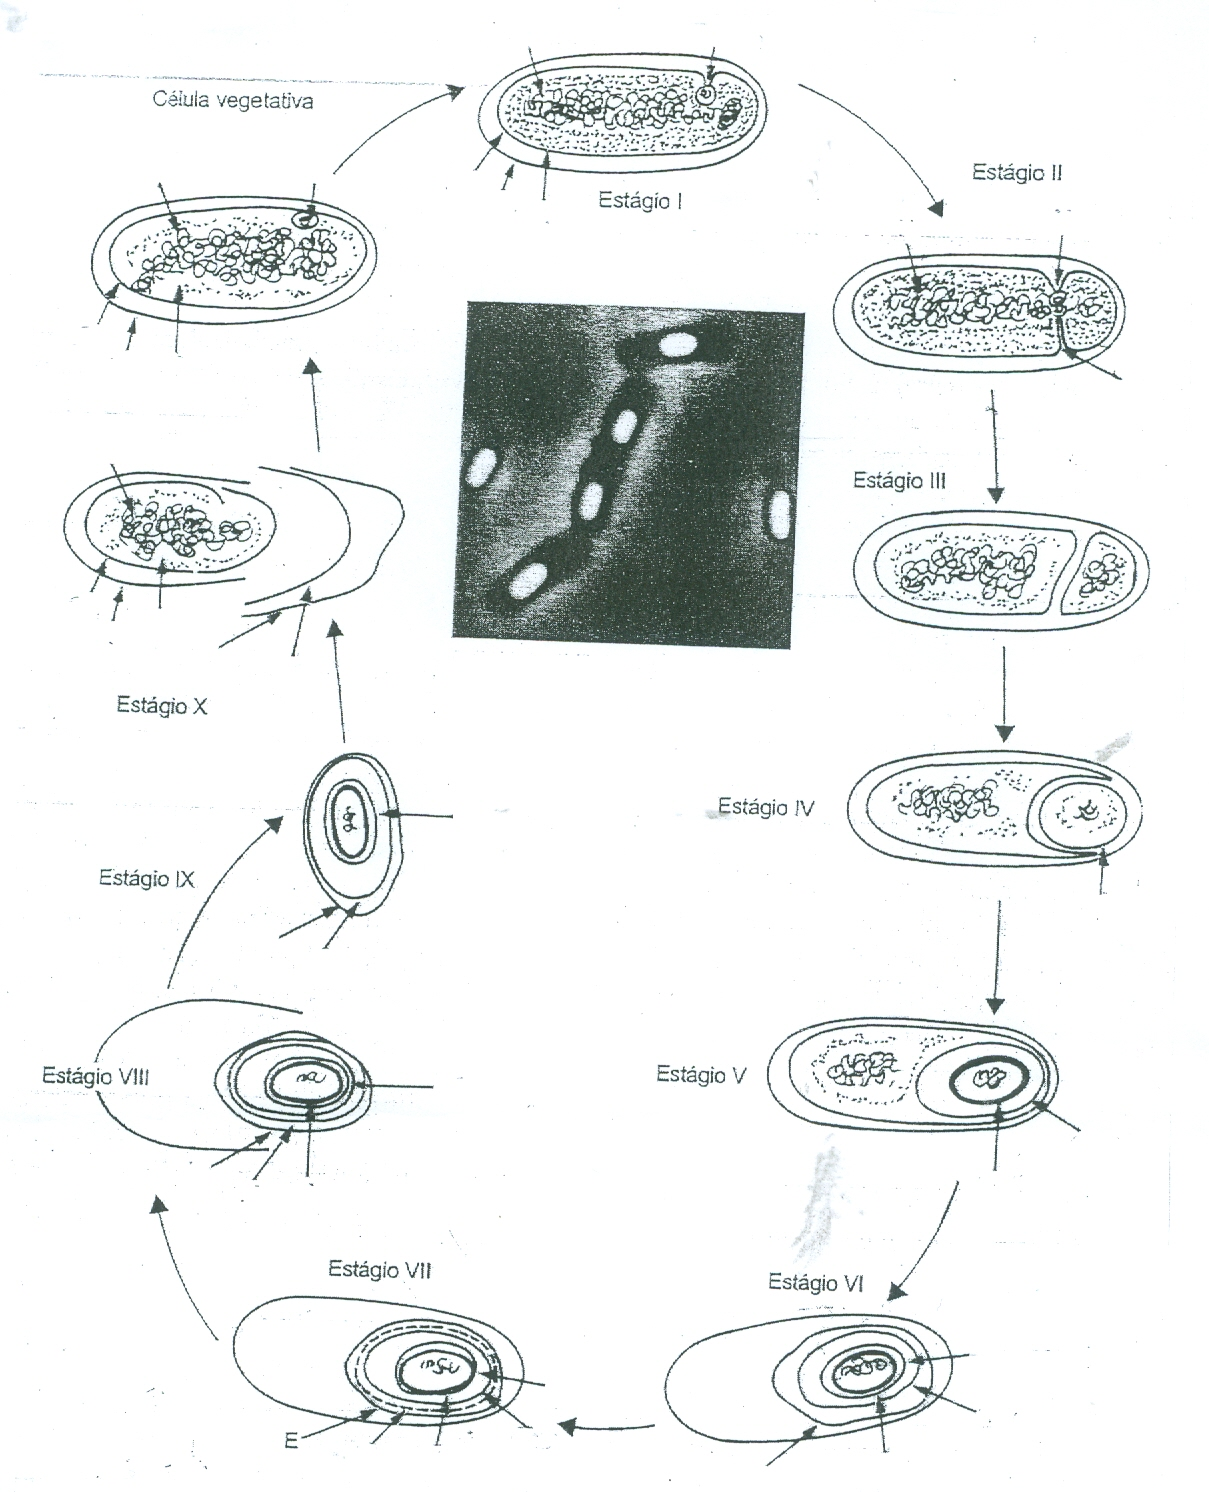 Célula vegetativa
Estágio I
Estágio II
Estágio III
Estágio IV
Estágio V
Estágio VI
Estágio VII
E
Estágio VIII
Estágio IX
Estágio X